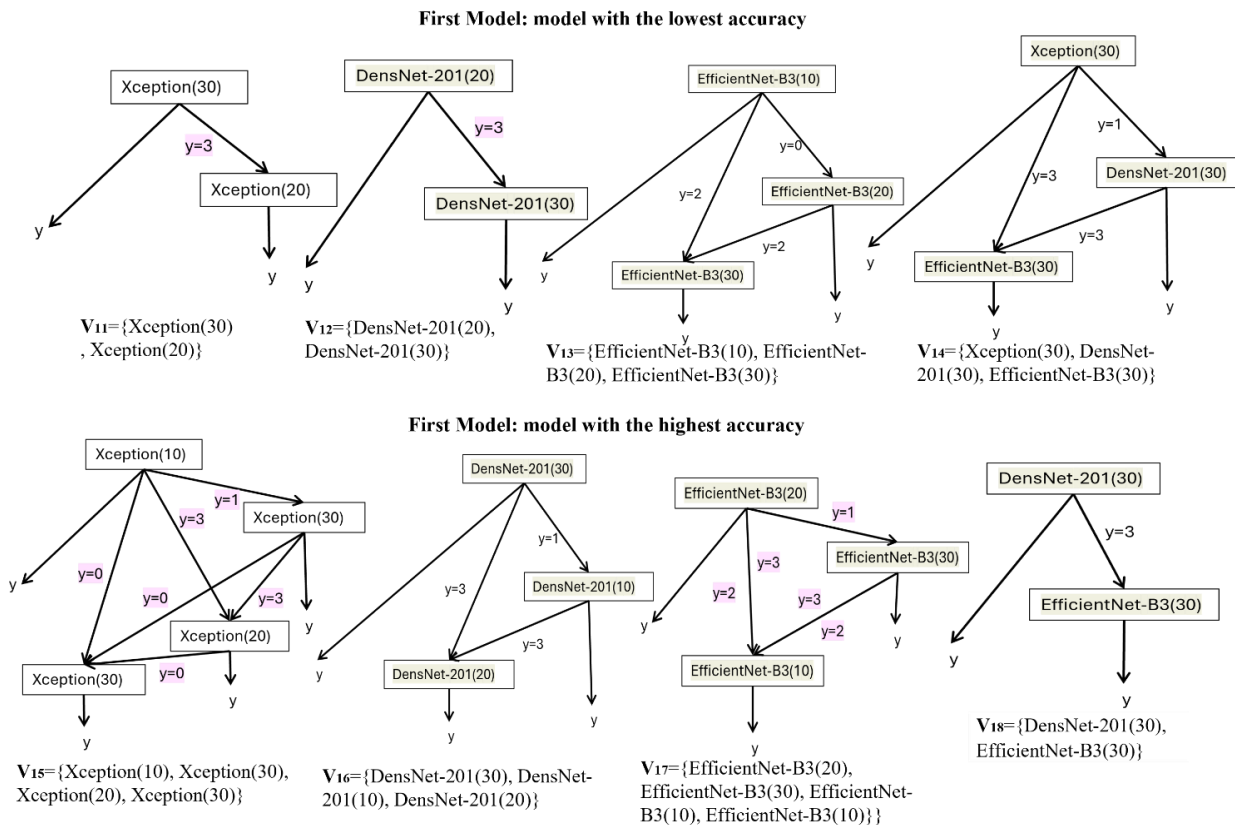 First Model: model with the lowest accuracy
Xception(30)
y=3
Xception(20)
y
y
V11={Xception(30)
, Xception(20)}
DensNet-201(20)
y=3
DensNet-201(30)
y
y
V12={DensNet-201(20),
DensNet-201(30)}
EfficientNet-B3(10)
y=0
y=2
EfficientNet-B3(20)
y=2
y
EfficientNet-B3(30)
y
y
V13={EfficientNet-B3(10), EfficientNet-
B3(20), EfficientNet-B3(30)}
Xception(30)
y=1
y=3
DensNet-201(30)
y=3
y
EfficientNet-B3(30)
y
y
V14={Xception(30), DensNet-
201(30), EfficientNet-B3(30)}
First Model: model with the highest accuracy
Xception(10)
y=1
y=3
Xception(30)
y=0
y=0
y=3
y
Xception(20)
y
y=0
Xception(30)
y
y
V15={Xception(10), Xception(30),
Xception(20), Xception(30)}
DensNet-201(30)
y=1
y=3
DensNet-201(10)
y=3
y
DensNet-201(20)
y
y
V16={DensNet-201(30), DensNet-
201(10), DensNet-201(20)}
EfficientNet-B3(20)
y=1
y=3
EfficientNet-B3(30)
y=2
y=3
y=2
y
y
EfficientNet-B3(10)
y
V17={EfficientNet-B3(20),
EfficientNet-B3(30), EfficientNet-
B3(10), EfficientNet-B3(10)}}
DensNet-201(30)
y=3
EfficientNet-B3(30)
y
y
V18={DensNet-201(30),
EfficientNet-B3(30)}